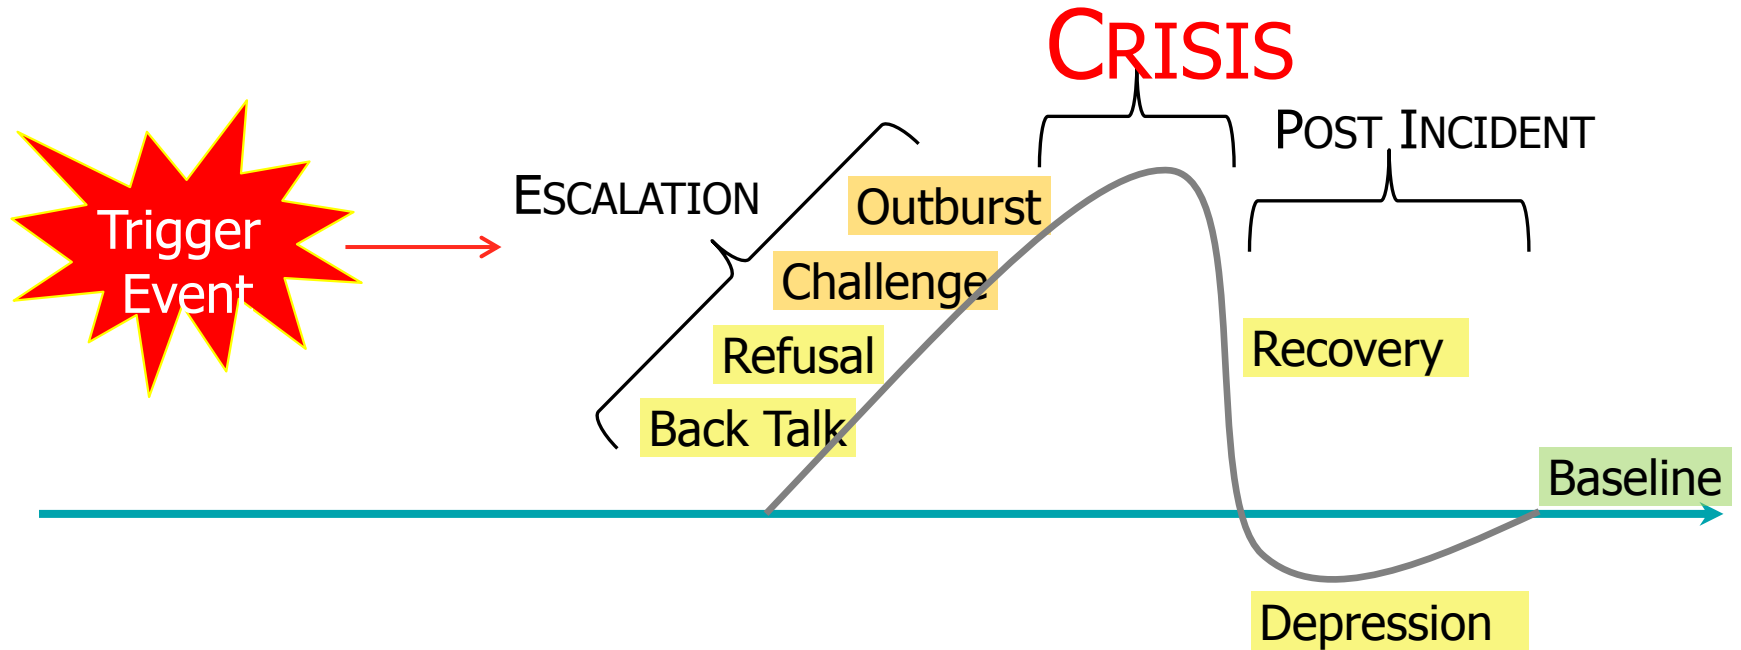 CRISIS
POST INCIDENT
ESCALATION
Trigger
Event
Outburst
Challenge
Refusal
Back Talk
Recovery
Baseline
Depression